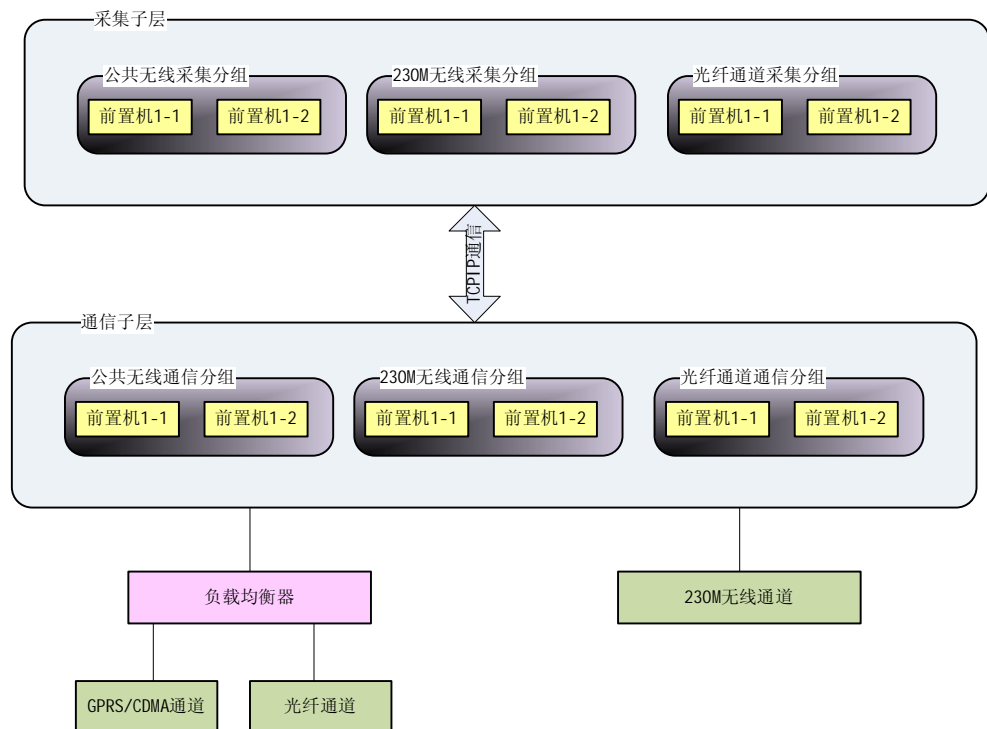 采集子层
公共无线采集分组
230M无线采集分组
光纤通道采集分组
前置机1-1
前置机1-2
前置机1-1
前置机1-2
前置机1-1
前置机1-2
TCPIP通信
通信子层
公共无线通信分组
230M无线通信分组
光纤通道通信分组
前置机1-1
前置机1-2
前置机1-1
前置机1-2
前置机1-1
前置机1-2
负载均衡器
230M无线通道
GPRS/CDMA通道
光纤通道